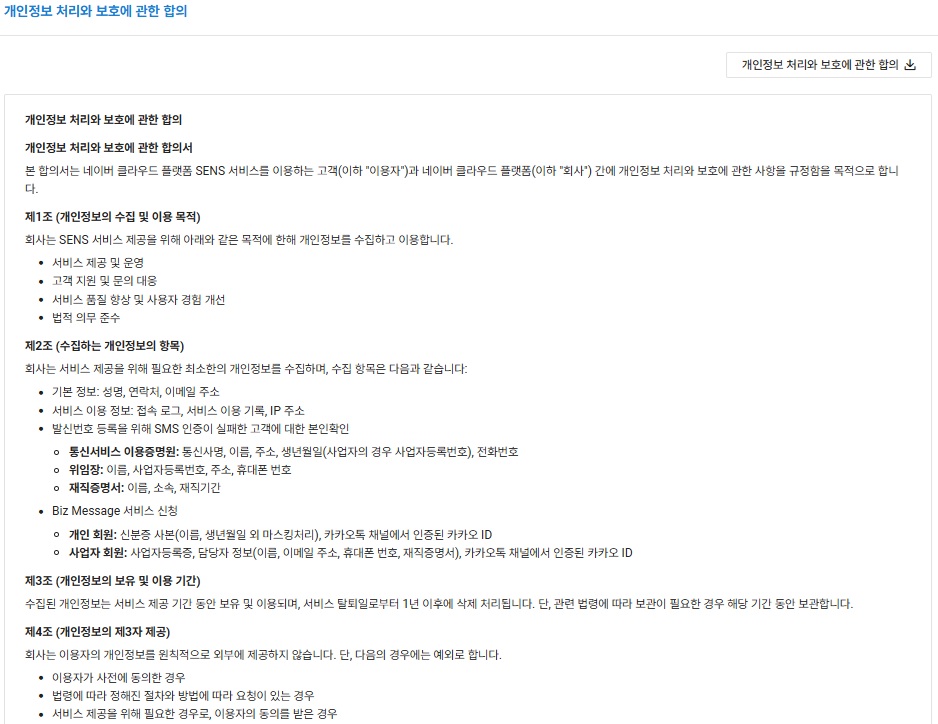 개인정보 처리와 보호에 관한 합의
개인정보 처리와 보호에 관한 합의
개인정보 처리와 보호에 관한 합의
개인정보 처리와 보호에 관한 합의서
본 합의서는 네이버 클라우드 플랫폼 SENS 서비스를 이용하는 고객(이하 "이용자")과 네이버 클라우드 플랫폼(이하 "회사") 간에 개인정보 처리와 보호에 관한 사항을 규정함을 목적으로 합니
다.
제1조 (개인정보의 수집 및 이용 목적)
회사는 SENS 서비스 제공을 위해 아래와 같은 목적에 한해 개인정보를 수집하고 이용합니다.
• 서비스 제공 및 운영
• 고객 지원 및 문의 대응
• 서비스 품질 향상 및 사용자 경험 개선
• 법적 의무 준수
제2조 (수집하는 개인정보의 항목)
회사는 서비스 제공을 위해 필요한 최소한의 개인정보를 수집하며, 수집 항목은 다음과 같습니다:
• 기본 정보: 성명, 연락처, 이메일 주소
• 서비스 이용 정보: 접속 로그, 서비스 이용 기록, IP 주소
• 발신번호 등록을 위해 SMS 인증이 실패한 고객에 대한 본인확인
◦ 통신서비스 이용증명원: 통신사명, 이름, 주소, 생년월일(사업자의 경우 사업자등록번호), 전화번호
◦ 위임장: 이름, 사업자등록번호, 주소, 휴대폰 번호
◦ 재직증명서: 이름, 소속, 재직기간
• Biz Message 서비스 신청
◦ 개인 회원: 신분증 사본(이름, 생년월일 외 마스킹처리), 카카오톡 채널에서 인증된 카카오 ID
◦ 사업자 회원: 사업자등록증, 담당자 정보(이름, 이메일 주소, 휴대폰 번호, 재직증명서), 카카오톡 채널에서 인증된 카카오 ID
제3조 (개인정보의 보유 및 이용 기간)
수집된 개인정보는 서비스 제공 기간 동안 보유 및 이용되며, 서비스 탈퇴일로부터 1년 이후에 삭제 처리됩니다. 단, 관련 법령에 따라 보관이 필요한 경우 해당 기간 동안 보관합니다.
제4조 (개인정보의 제3자 제공)
회사는 이용자의 개인정보를 원칙적으로 외부에 제공하지 않습니다. 단, 다음의 경우에는 예외로 합니다.
• 이용자가 사전에 동의한 경우
• 법령에 따라 정해진 절차와 방법에 따라 요청이 있는 경우
• 서비스 제공을 위해 필요한 경우로, 이용자의 동의를 받은 경우